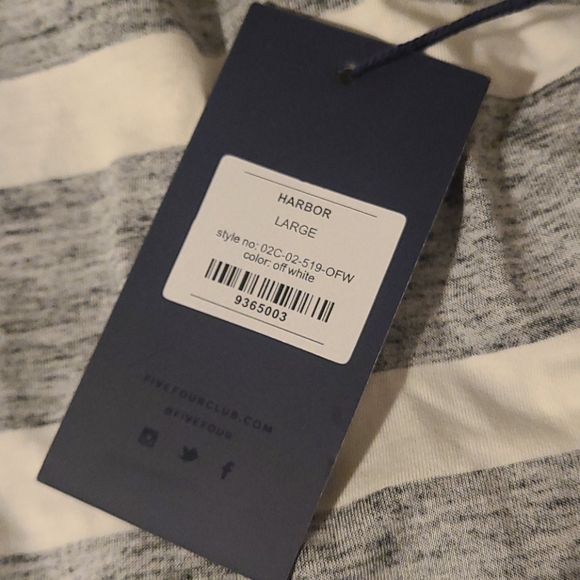 HARBOR
LARGE
style no: 02C-02-519-OFW
color: off white
9365003
FIVEFOURCLUB.COM
@FIVEFOUR